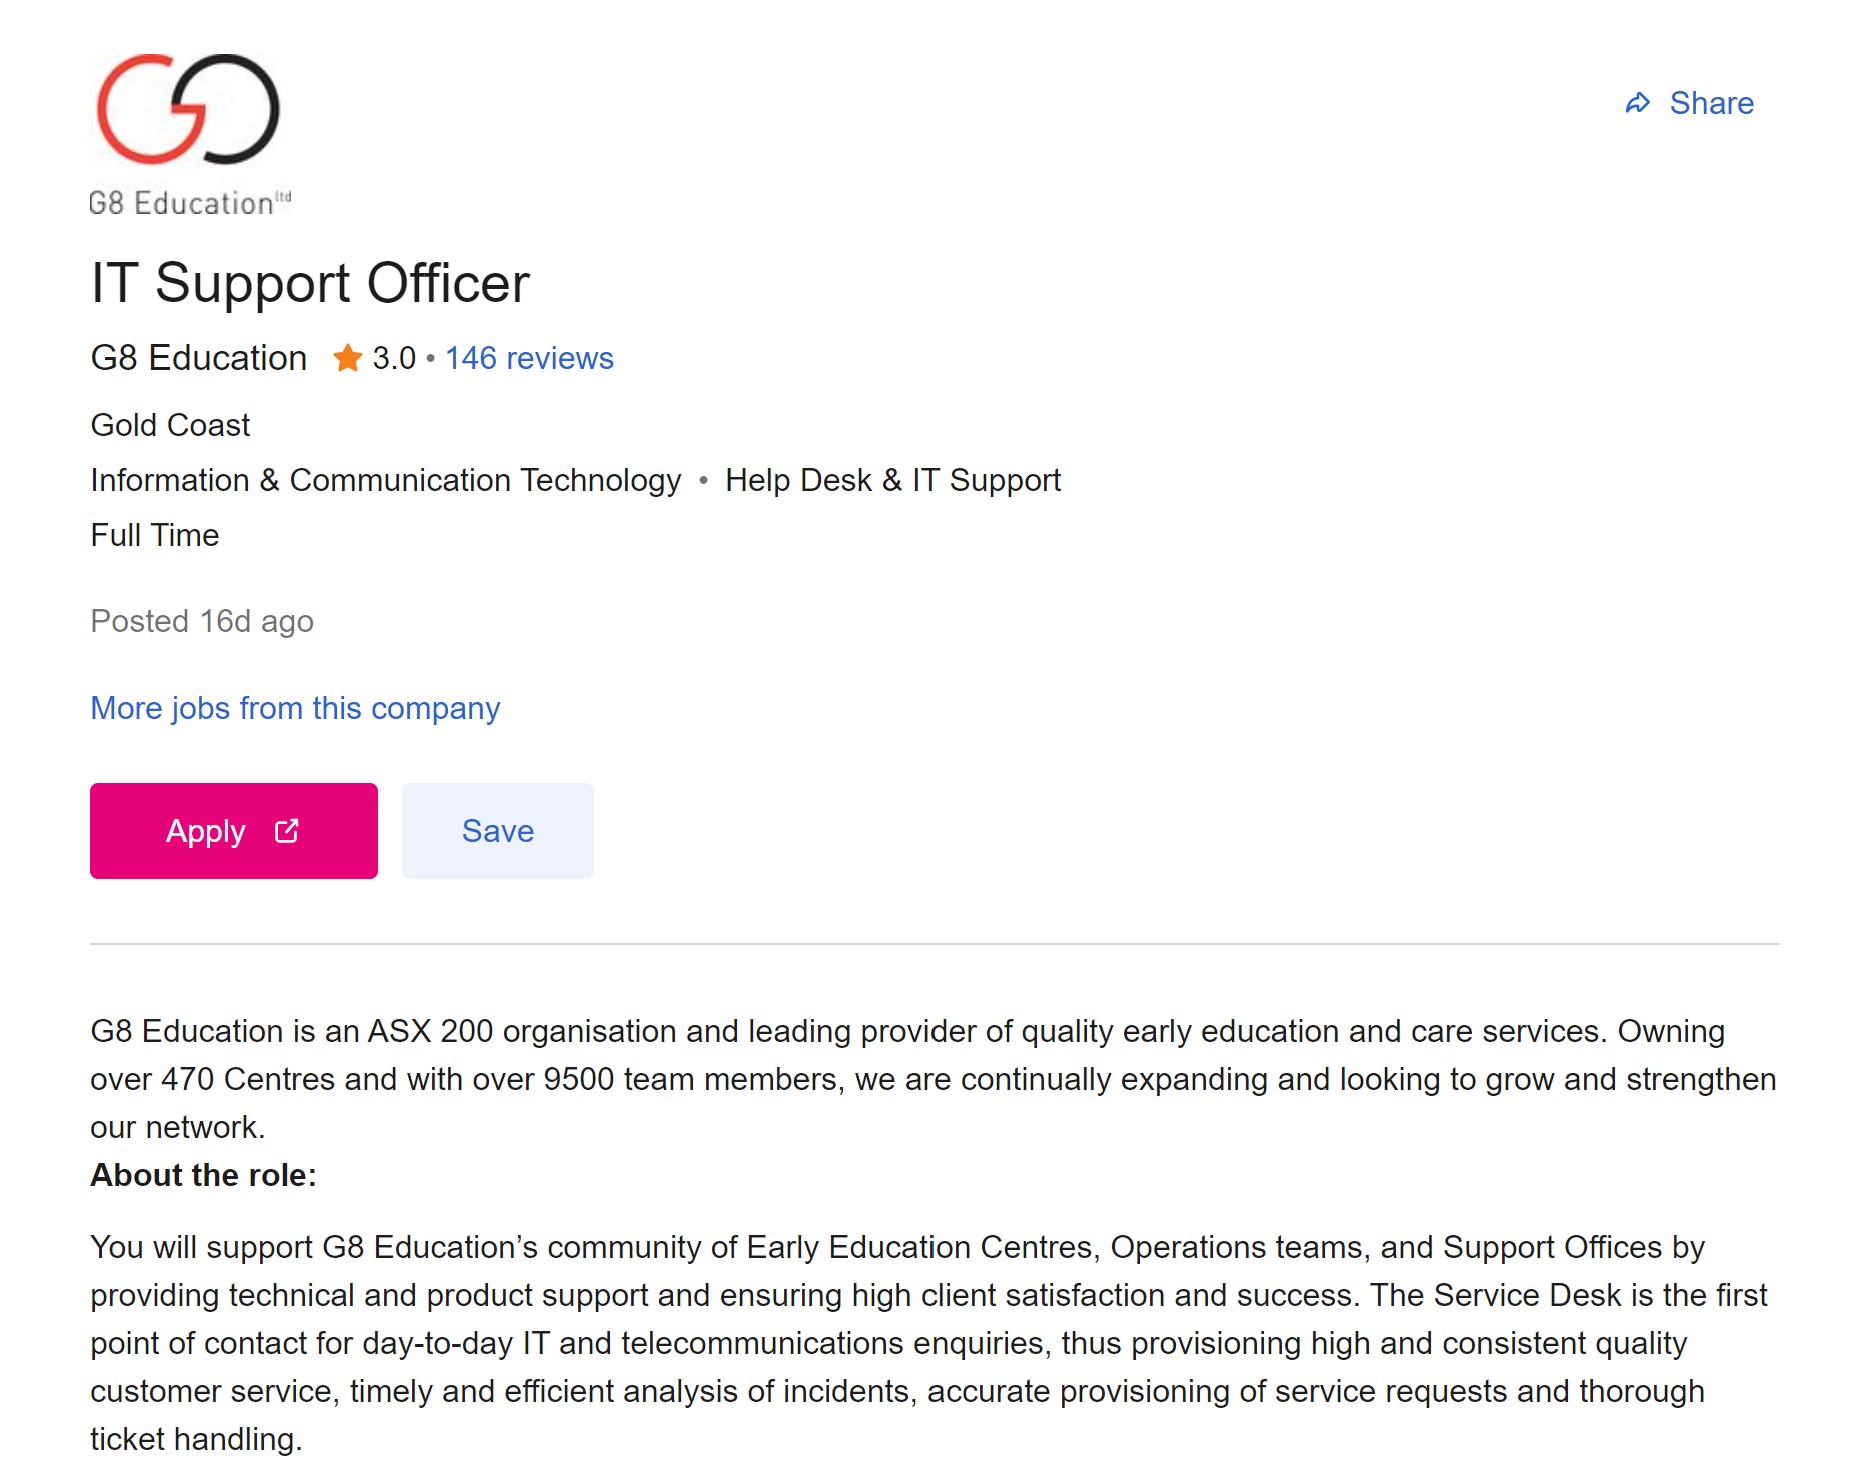 G8 Education ltd
Share
IT Support Officer
G8 Education 3.0 • 146 reviews
Gold Coast
Information & Communication Technology • Help Desk & IT Support
Full Time
Posted 16d ago
More jobs from this company
Apply Save
G8 Education is an ASX 200 organisation and leading provider of quality early education and care services. Owning
over 470 Centres and with over 9500 team members, we are continually expanding and looking to grow and strengthen
our network.
About the role:
You will support G8 Education’s community of Early Education Centres, Operations teams, and Support Offices by
providing technical and product support and ensuring high client satisfaction and success. The Service Desk is the first
point of contact for day-to-day IT and telecommunications enquiries, thus provisioning high and consistent quality
customer service, timely and efficient analysis of incidents, accurate provisioning of service requests and thorough
ticket handling.